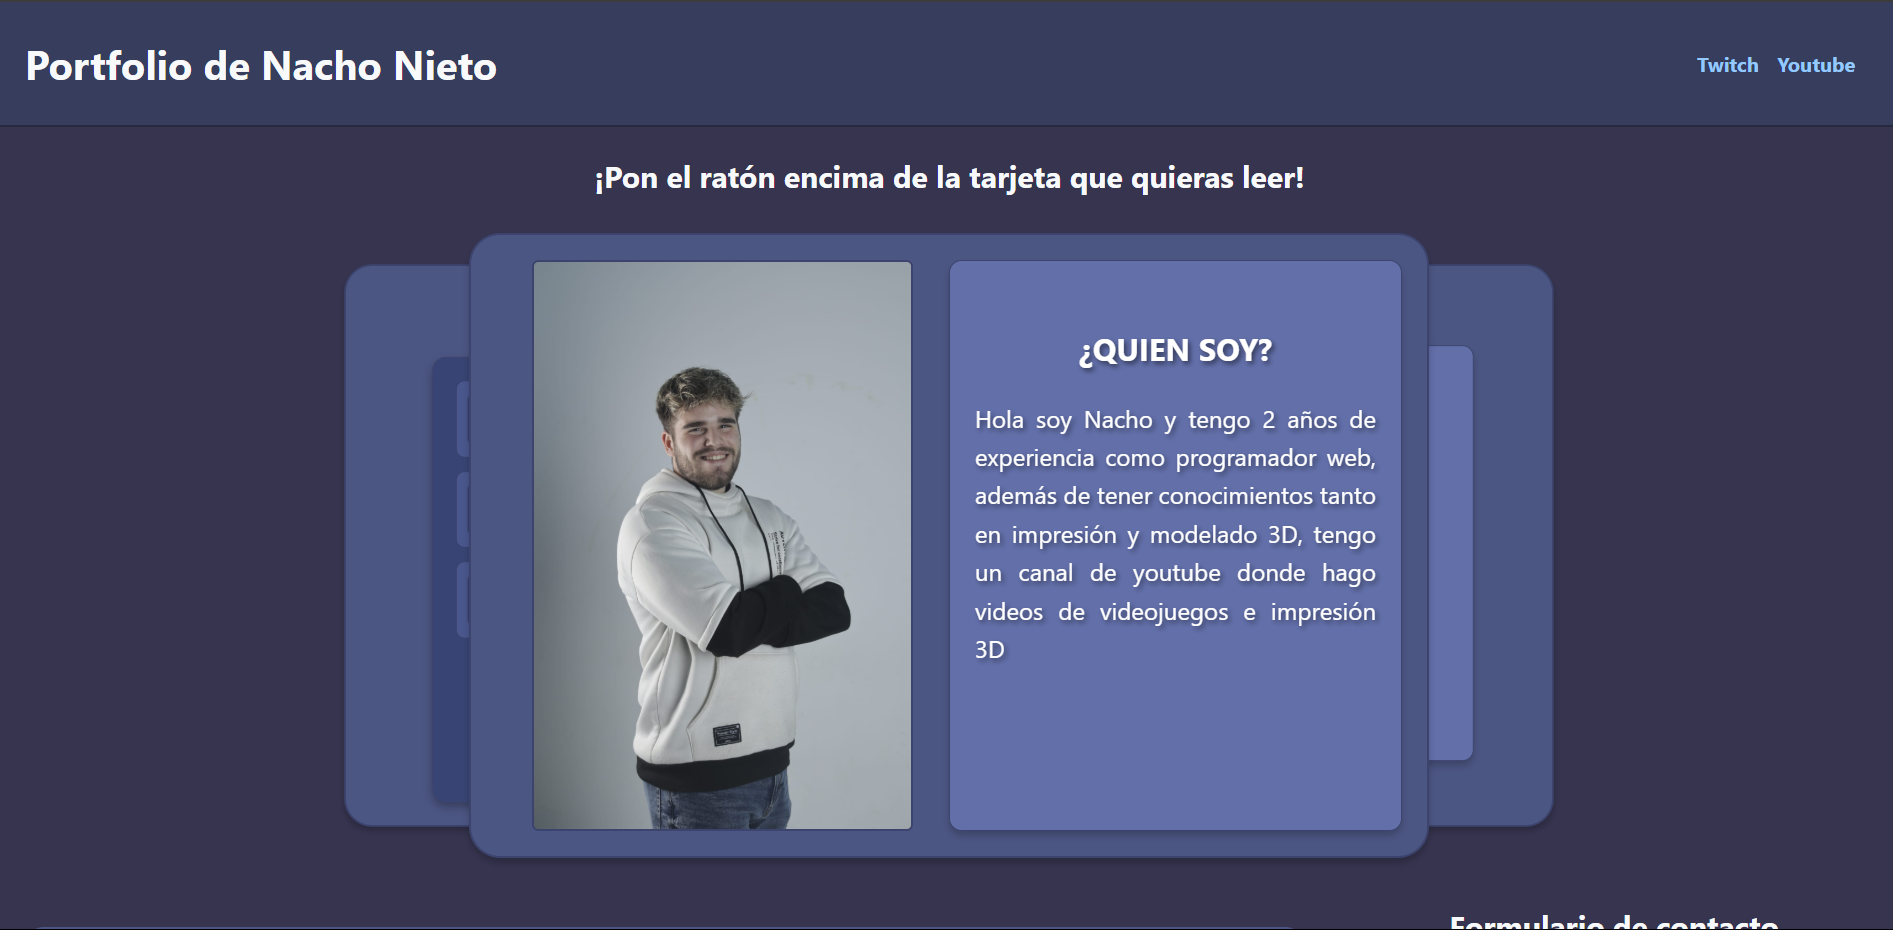 Portfolio de Nacho Nieto
Twitch Youtube
¡Pon el ratón encima de la tarjeta que quieras leer!
¿QUIEN SOY?
Hola soy Nacho y tengo 2 años de
experiencia como programador web,
además de tener conocimientos tanto
en impresión y modelado 3D, tengo
un canal de youtube donde hago
videos de videojuegos e impresión
3D
Formulario de contacto